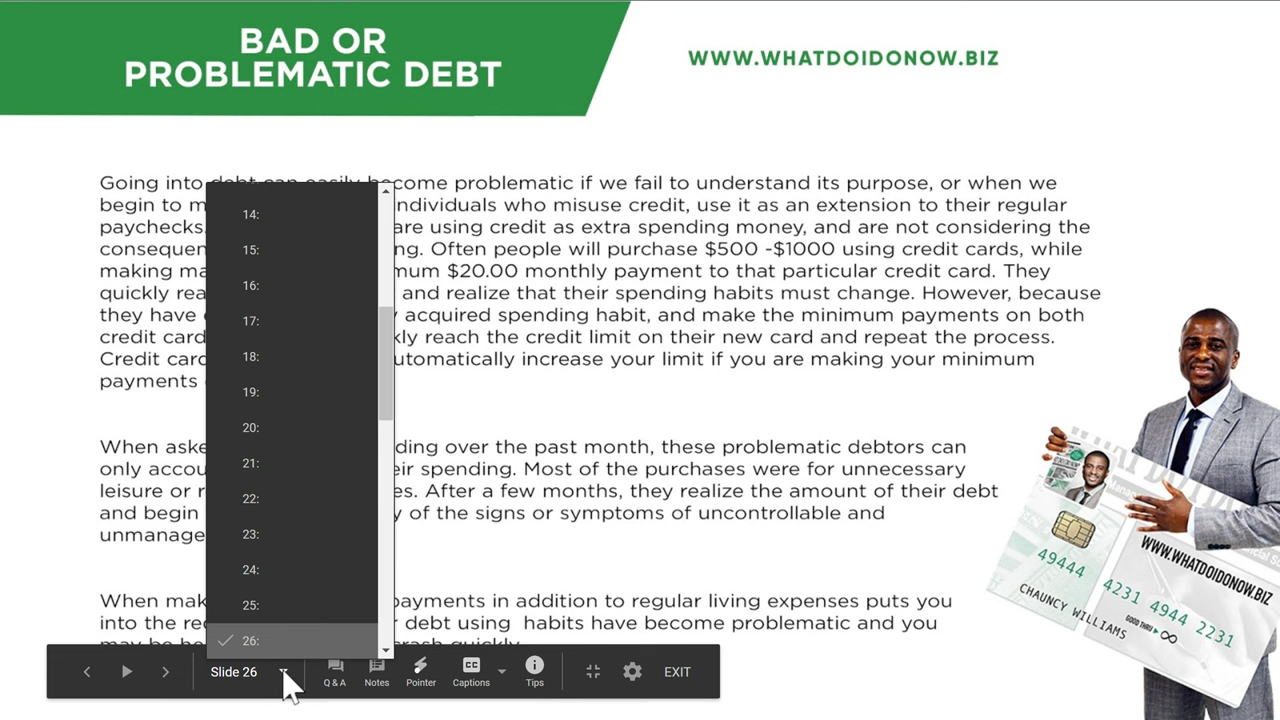 BAD OR
PROBLEMATIC DEBT
WWW.WHATDOIDONOW.BIZ
Going into debt can easily become problematic if we fail to understand its purpose, or when we
begin to m ndividuals who misuse credit, use it as an extension to their regular
paychecks. are using credit as extra spending money, and are not considering the
consequen ng. Often people will purchase $500 -$1000 using credit cards, while
making ma mum $20.00 monthly payment to that particular credit card. They
quickly rea and realize that their spending habits must change. However, because
they have acquired spending habit, and make the minimum payments on both
credit card kly reach the credit limit on their new card and repeat the process.
Credit card utomatically increase your limit if you are making your minimum
payments
When aske ding over the past month, these problematic debtors can
only accou eir spending. Most of the purchases were for unnecessary
leisure or r es. After a few months, they realize the amount of their debt
and begin y of the signs or symptoms of uncontrollable and
unmanage
When mak payments in addition to regular living expenses puts you
into the re r debt using habits have become problematic and you
may be crash quickly
14:
15:
16:
17:
18:
19:
20:
21:
22:
23:
24:
25:
26:
Slide 26
Q & A
Notes
Pointer
CC
Captions
Tips
EXIT
49444
CHAUNCY WILLIAMS
WWW.WHATDOIDONOW.BIZ
4231 4944 2231
GOOD THRU